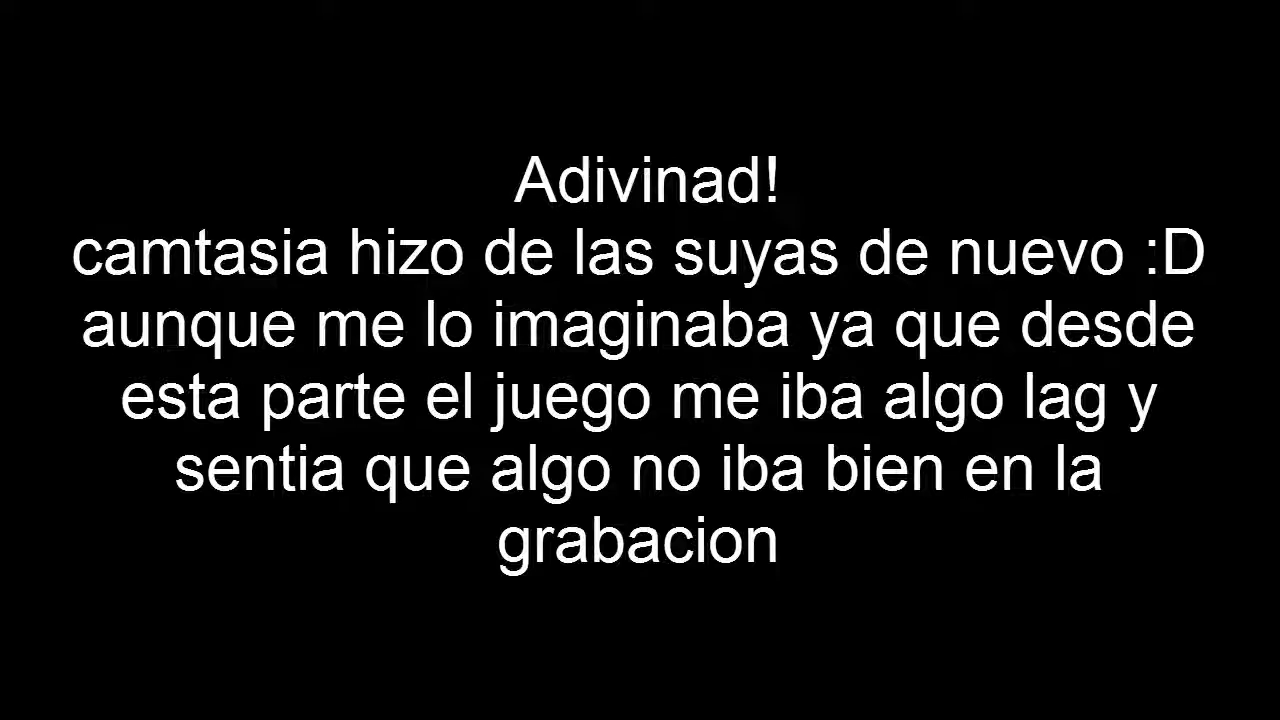 Adivinad!
camtasia hizo de las suyas de nuevo :D
aunque me lo imaginaba ya que desde
esta parte el juego me iba algo lag y
sentia que algo no iba bien en la
grabacion